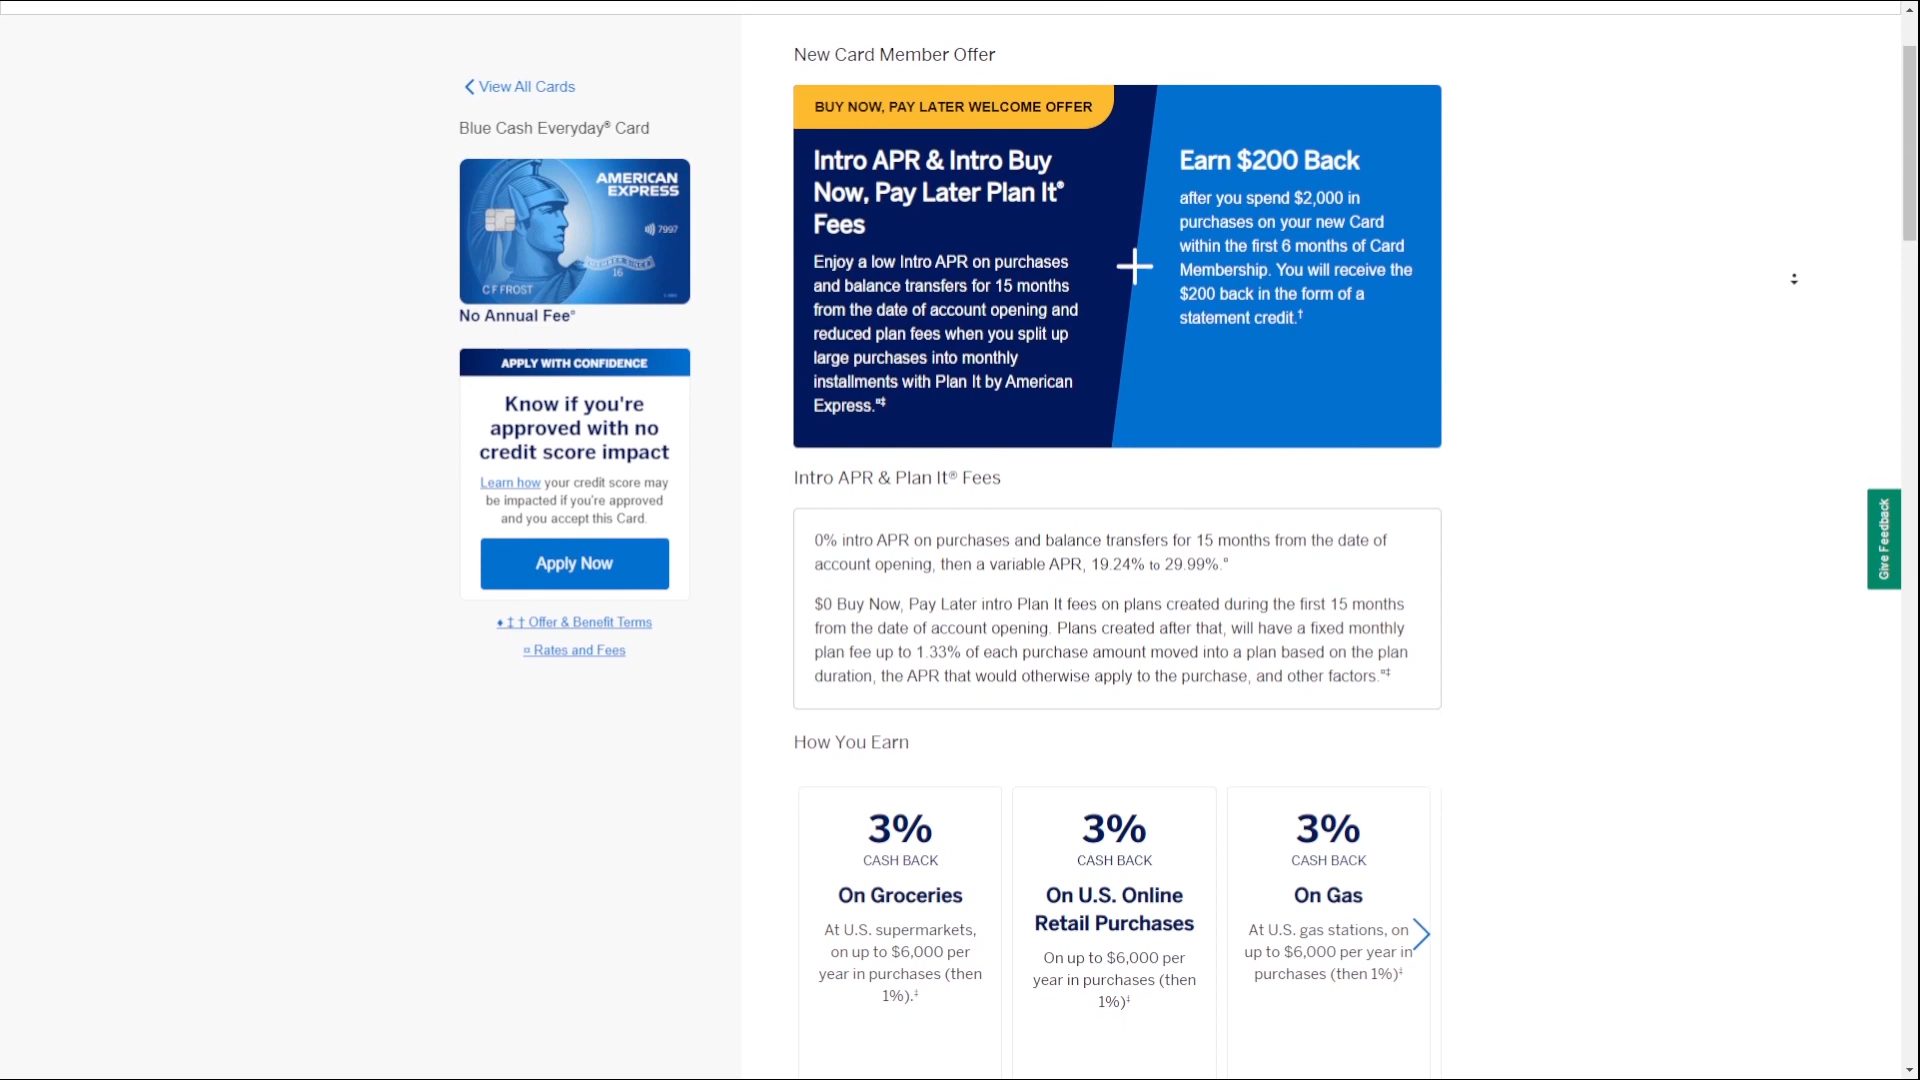 New Card Member Offer
View All Cards
Blue Cash Everyday® Card
AMERICAN
EXPRESS
7997
16
C F FROST
No Annual Fee¤
APPLY WITH CONFIDENCE
Know if you're
approved with no
credit score impact
Learn how your credit score may
be impacted if you're approved
and you accept this Card.
Apply Now
♦ ‡ † Offer & Benefit Terms
¤ Rates and Fees
BUY NOW, PAY LATER WELCOME OFFER
Intro APR & Intro Buy
Now, Pay Later Plan It®
Fees
Enjoy a low Intro APR on purchases
and balance transfers for 15 months
from the date of account opening and
reduced plan fees when you split up
large purchases into monthly
installments with Plan It by American
Express.¤‡
+
Earn $200 Back
after you spend $2,000 in
purchases on your new Card
within the first 6 months of Card
Membership. You will receive the
$200 back in the form of a
statement credit.†
Intro APR & Plan It® Fees
0% intro APR on purchases and balance transfers for 15 months from the date of
account opening, then a variable APR, 19.24% to 29.99%.¤
$0 Buy Now, Pay Later intro Plan It fees on plans created during the first 15 months
from the date of account opening. Plans created after that, will have a fixed monthly
plan fee up to 1.33% of each purchase amount moved into a plan based on the plan
duration, the APR that would otherwise apply to the purchase, and other factors.¤‡
How You Earn
3%
CASH BACK
On Groceries
At U.S. supermarkets,
on up to $6,000 per
year in purchases (then
1%).‡
3%
CASH BACK
On U.S. Online
Retail Purchases
On up to $6,000 per
year in purchases (then
1%)‡
3%
CASH BACK
On Gas
At U.S. gas stations, on
up to $6,000 per year in
purchases (then 1%)‡
Give Feedback